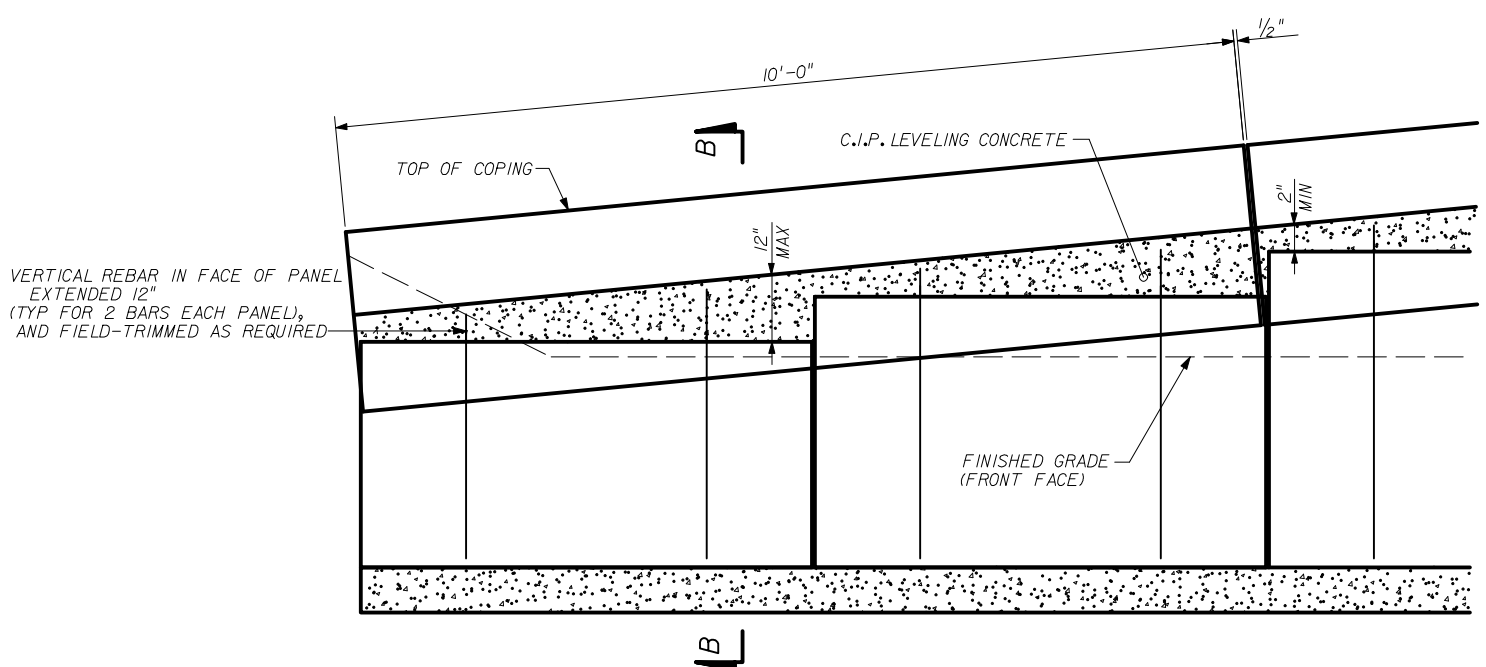 1/2"
10'-0"
B
C.I.P. LEVELING CONCRETE
TOP OF COPING
2"
MIN
12"
MAX
VERTICAL REBAR IN FACE OF PANEL
EXTENDED 12"
(TYP FOR 2 BARS EACH PANEL),
AND FIELD-TRIMMED AS REQUIRED
FINISHED GRADE
(FRONT FACE)
B